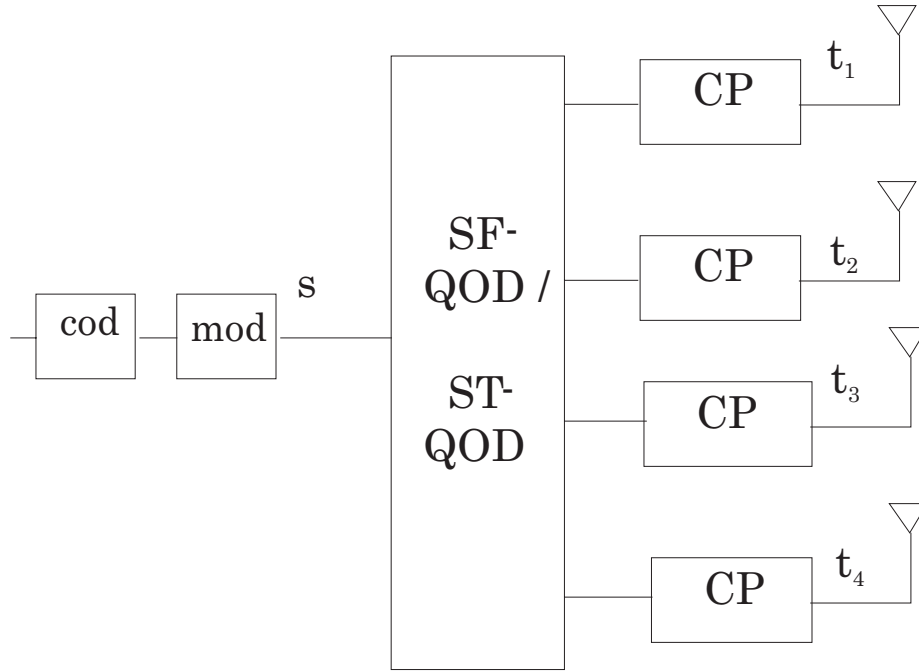 cod
mod
s
SF-
QOD /
ST-
QOD
CP
t₁
CP
t₂
CP
t₃
CP
t₄